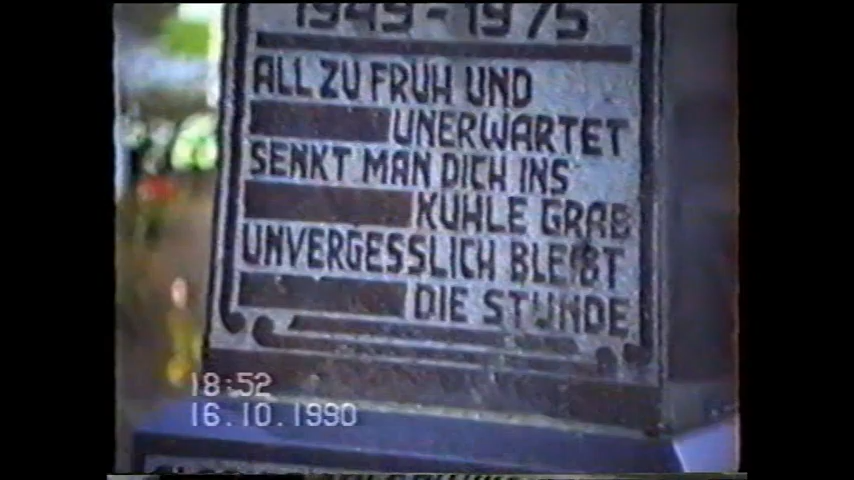 1949-1975
ALL ZU FRUH UND
UNERWARTET
SENKT MAN DICH INS
KUHLE GRAB
UNVERGESSLICH BLEIBT
DIE STUNDE
18:52
16.10.1990